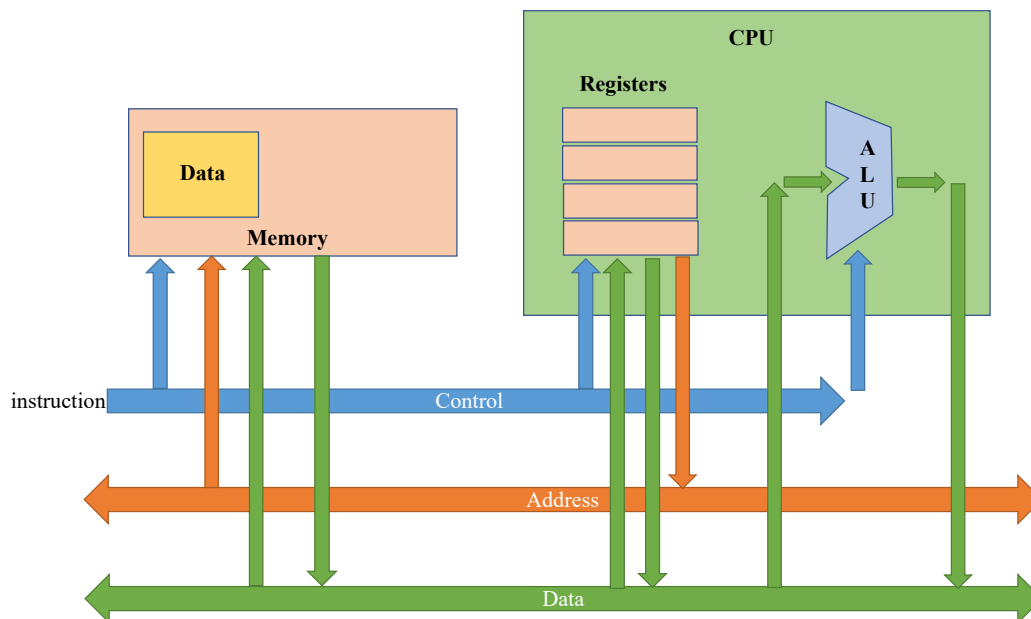 CPU
Registers
Data
Memory
A
L
U
instruction
Control
Address
Data